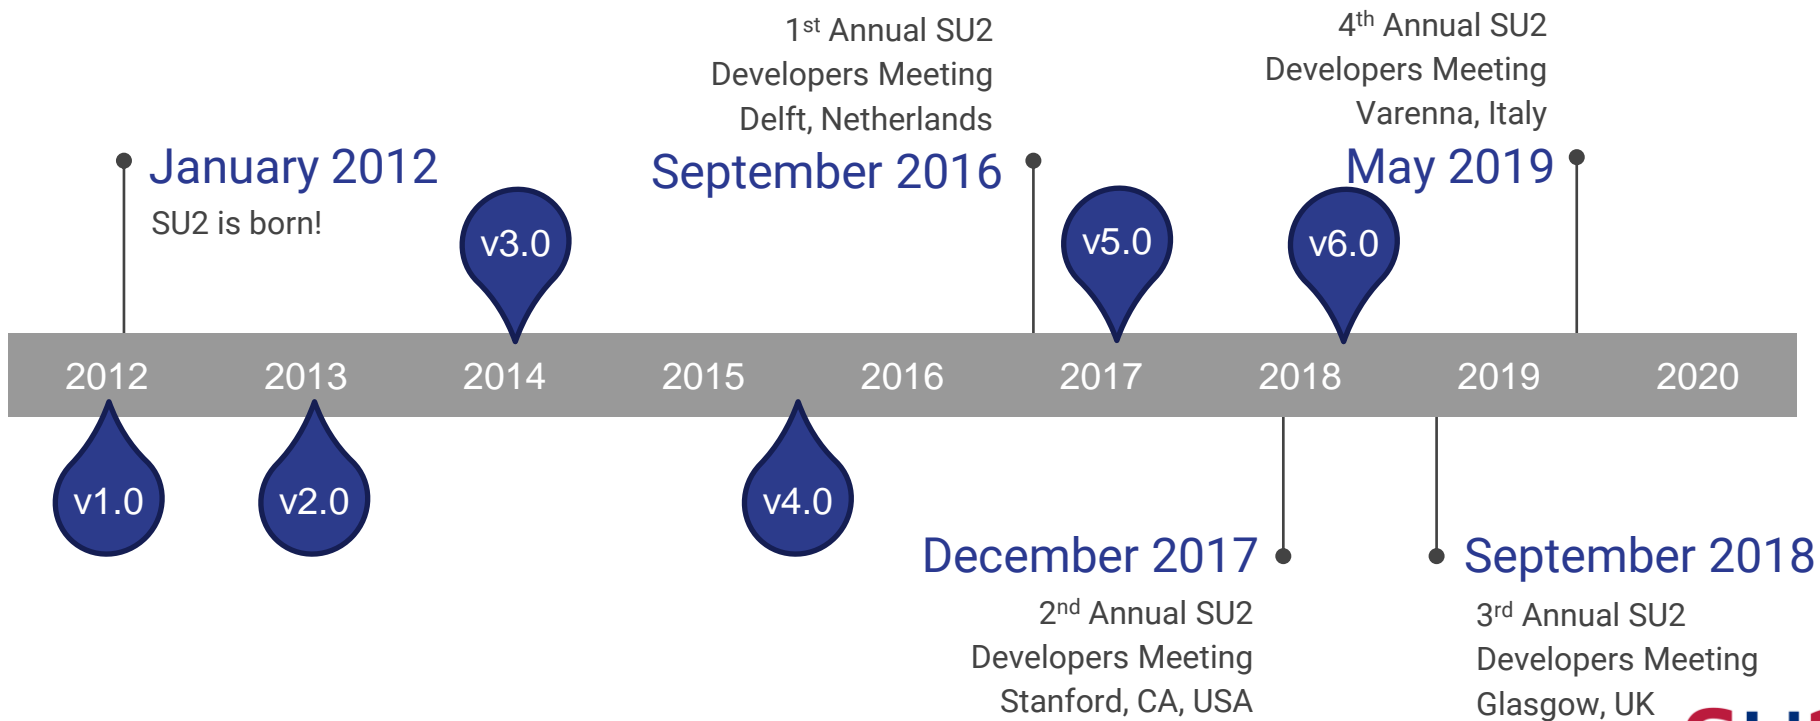 1st Annual SU2
Developers Meeting
Delft, Netherlands
September 2016
4th Annual SU2
Developers Meeting
Varenna, Italy
May 2019
January 2012
SU2 is born!
v3.0
v5.0
v6.0
2012 2013 2014 2015 2016 2017 2018 2019 2020
v1.0
v2.0
v4.0
December 2017
2nd Annual SU2
Developers Meeting
Stanford, CA, USA
September 2018
3rd Annual SU2
Developers Meeting
Glasgow, UK